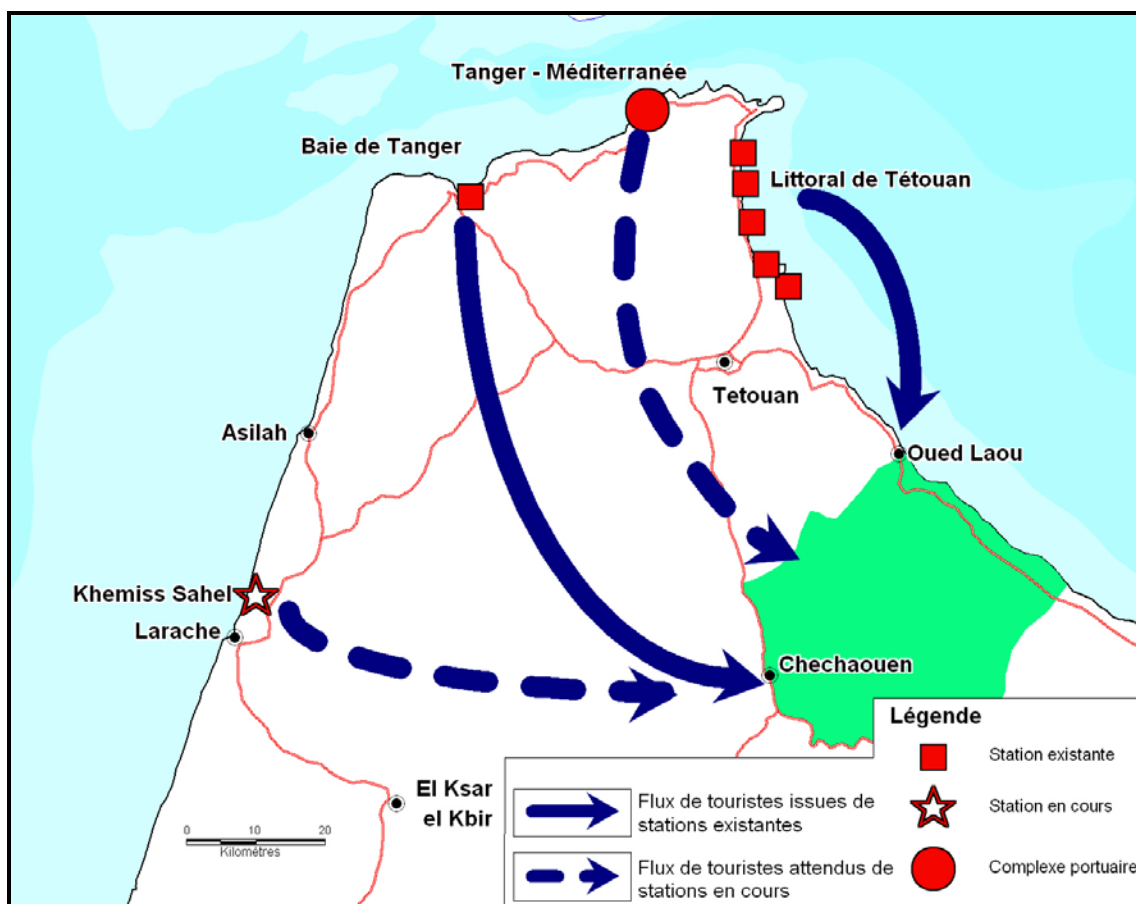 Tanger - Méditerranée
Baie de Tanger
Littoral de Tétouan
Tetouan
Asilah
Oued Laou
Khemiss Sahel
Larache
Chechaouen
El Ksar
el Kbir
0 10 20
Kilométres
Légende
Station existante
Station en cours
Complexe portuaire
Flux de touristes issues de
stations existantes
Flux de touristes attendus de
stations en cours